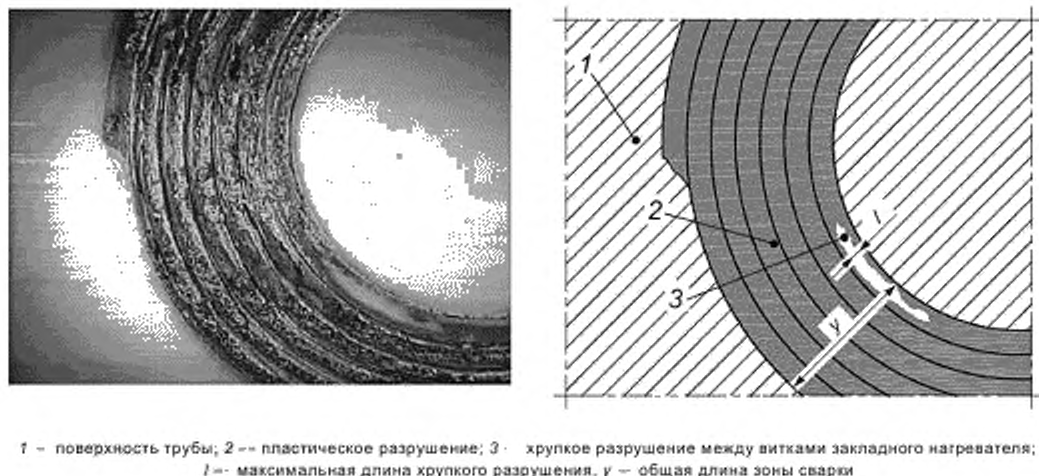 1
2
3
l
y
1 – поверхность трубы; 2 –– пластическое разрушение; 3 · хрупкое разрушение между витками закладного нагревателя;
l –· максимальная длина хрупкого разрушения, y — общая длина зоны сварки